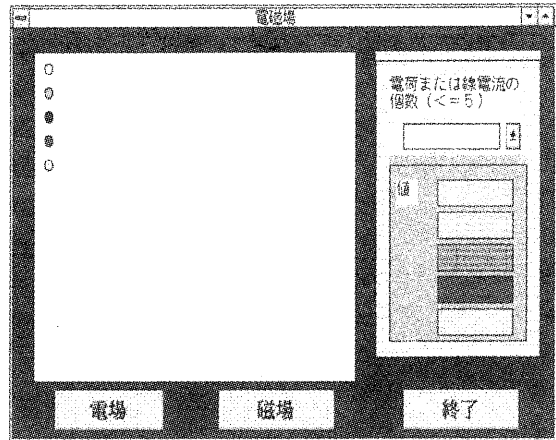 電磁場
電荷または線電流の
個数（<=5）
値
電場
磁場
終了